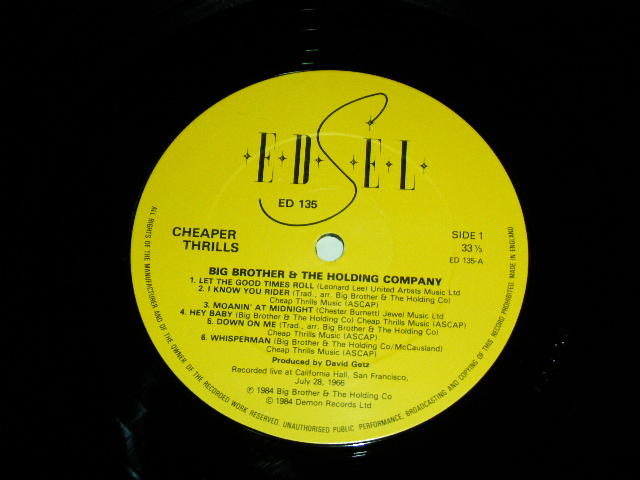 EDSEL
ED 135
CHEAPER
THRILLS
SIDE 1
33⅓
ED 135-A
BIG BROTHER & THE HOLDING COMPANY
1. LET THE GOOD TIMES ROLL (Leonard Lee) United Artists Music Ltd
2. I KNOW YOU RIDER (Trad., arr. Big Brother & The Holding Co)
Cheap Thrills Music (ASCAP)
3. MOANIN' AT MIDNIGHT (Chester Burnett) Jewel Music Ltd
4. HEY BABY (Big Brother & The Holding Co) Cheap Thrills Music (ASCAP)
5. DOWN ON ME (Trad., arr. Big Brother & The Holding Co)
Cheap Thrills Music (ASCAP)
6. WHISPERMAN (Big Brother & The Holding Co/McCausland)
Cheap Thrills Music (ASCAP)
Produced by David Getz
Recorded live at California Hall, San Francisco,
July 28, 1966
℗ 1984 Big Brother & The Holding Co
© 1984 Demon Records Ltd
ALL RIGHTS OF THE MANUFACTURER AND OF THE OWNER OF THE RECORDED WORK RESERVED. UNAUTHORISED PUBLIC PERFORMANCE, BROADCASTING AND COPYING OF THIS RECORD PROHIBITED. MADE IN ENGLAND